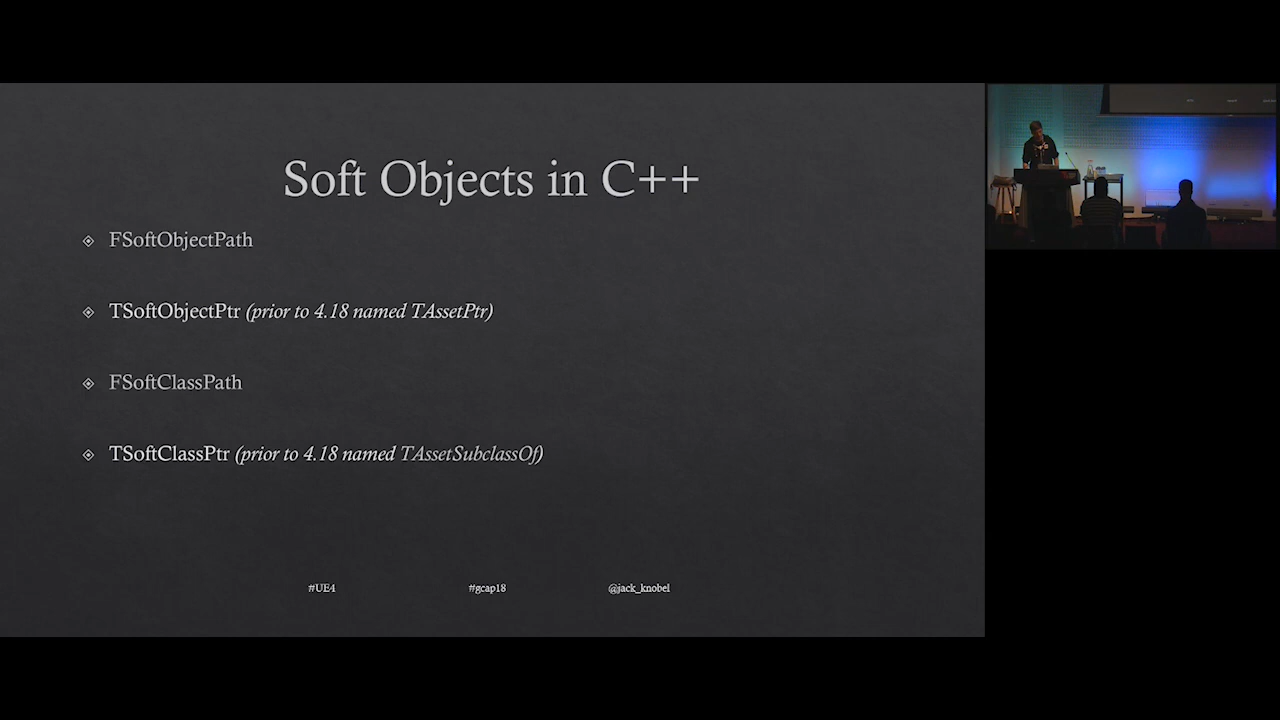 Soft Objects in C++
FSoftObjectPath
TSoftObjectPtr (prior to 4.18 named TAssetPtr)
FSoftClassPath
TSoftClassPtr (prior to 4.18 named TAssetSubclassOf)
#UE4 #gcap18 @jack_knobel